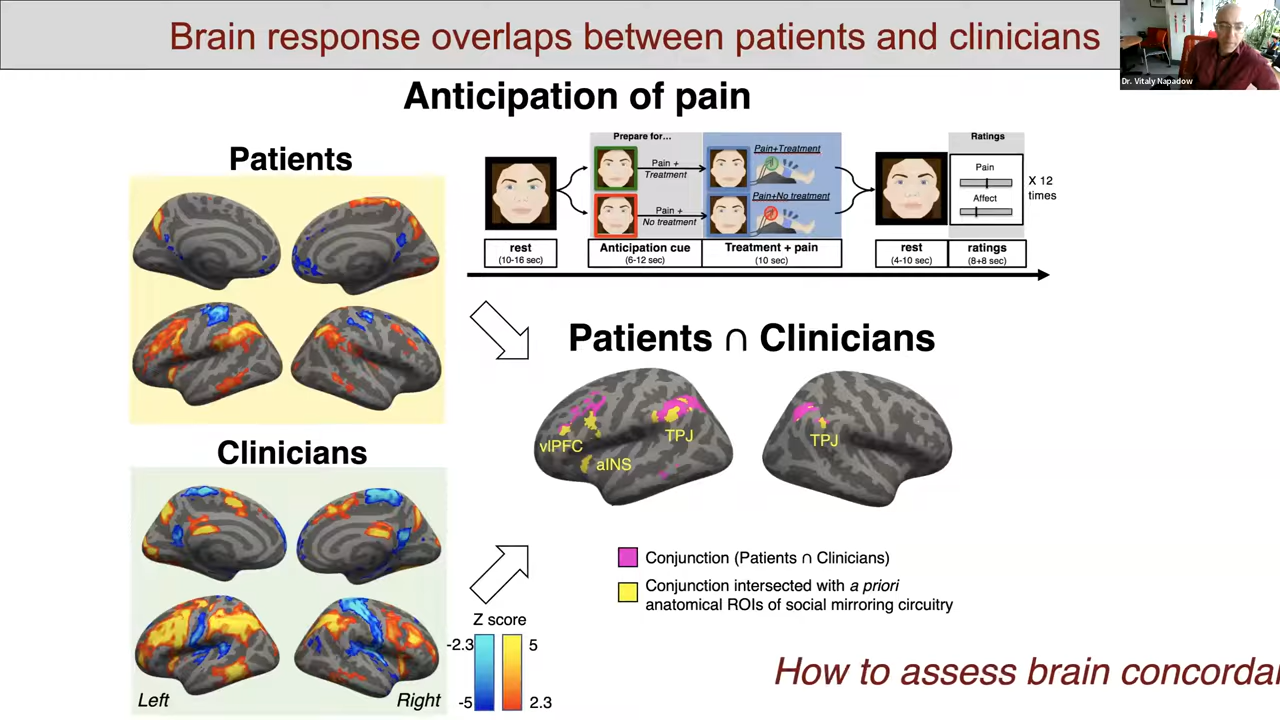 Brain response overlaps between patients and clinicians
Dr. Vitaly Napadow
Anticipation of pain
Patients
Prepare for…
Pain +
Treatment
Pain +
No treatment
Pain+Treatment
Pain+No treatment
Ratings
Pain
Affect
X 12
times
rest
(10-16 sec)
Anticipation cue
(6-12 sec)
Treatment + pain
(10 sec)
rest
(4-10 sec)
ratings
(8+8 sec)
Patients ∩ Clinicians
vlPFC
aINS
TPJ
TPJ
Clinicians
Left
Right
Conjunction (Patients ∩ Clinicians)
Conjunction intersected with a priori
anatomical ROIs of social mirroring circuitry
Z score
-2.3
5
-5
2.3
How to assess brain concordar